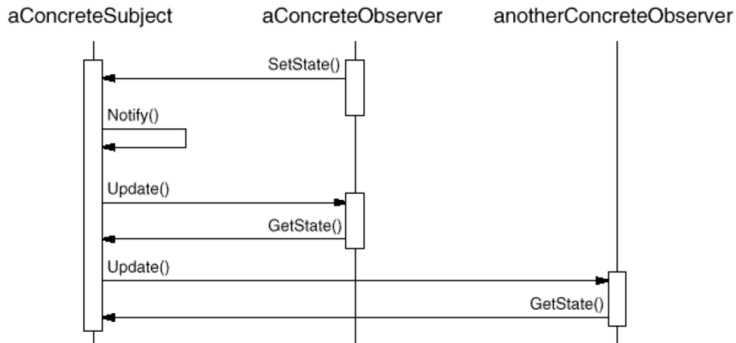 aConcreteSubject aConcreteObserver anotherConcreteObserver
SetState()
Notify()
Update()
GetState()
Update()
GetState()